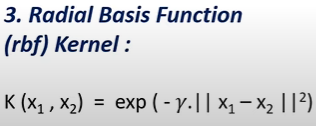 3. Radial Basis Function
(rbf) Kernel :
K (x₁ , x₂) = exp ( - γ.|| x₁ – x₂ ||²)